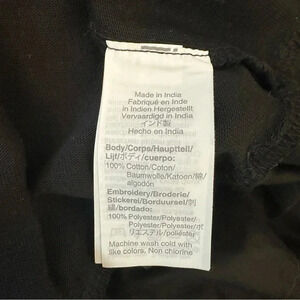 Made in India
Fabriqué en Inde
in Indien Hergestellt
Vervaardigd in India
インド製
Hecho en India
Body/Corps/Hauptteil/
Lijf/ボディ/cuerpo:
100% Cotton/Coton/
Baumwolle/Katoen/綿/
algodón
Embroidery/Broderie/
Stickerei/Borduursel/刺
繍/bordado:
100% Polyester/Polyester/
Polyester/Polyester/ポ
リエステル/poliéster
Machine wash cold with
like colors. Non chlorine